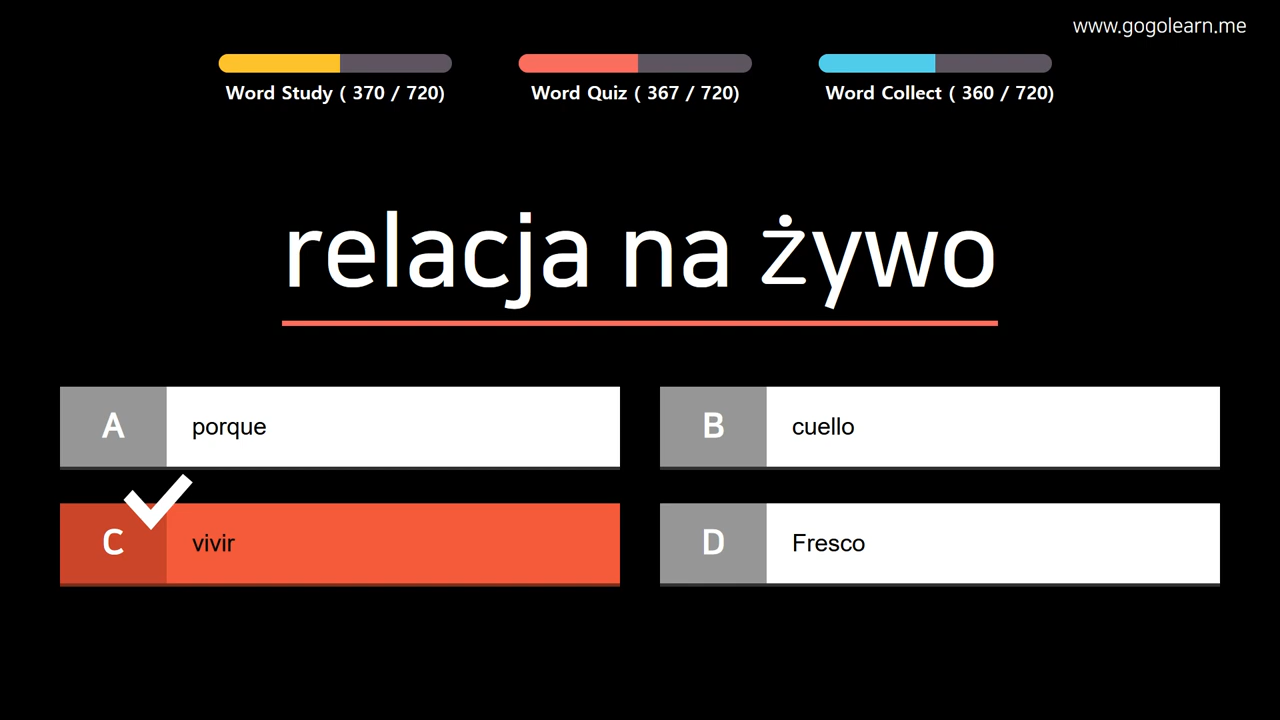 www.gogolearn.me
Word Study ( 370 / 720)
Word Quiz ( 367 / 720)
Word Collect ( 360 / 720)
relacja na żywo
A
porque
B
cuello
C
vivir
D
Fresco